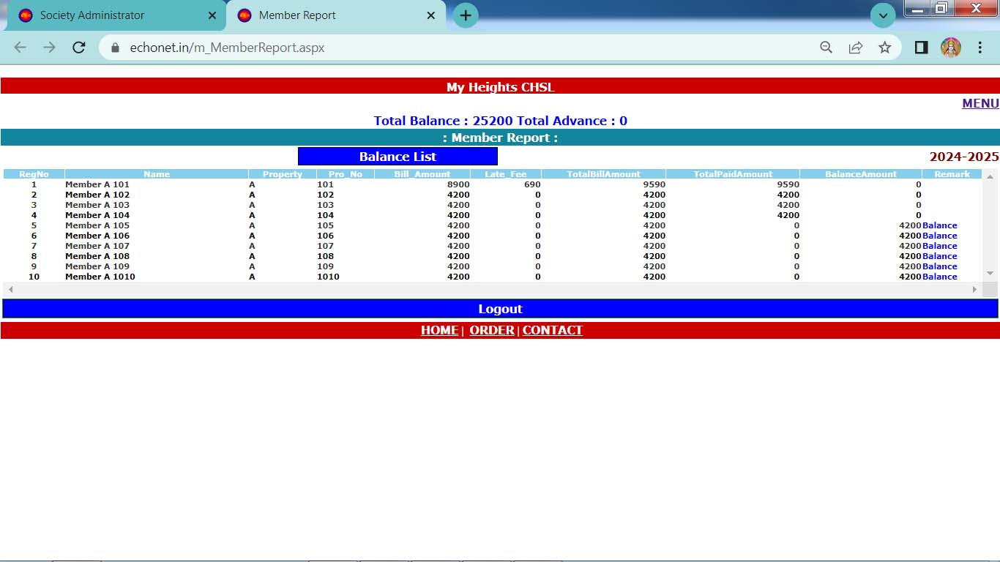 Society Administrator
Member Report
echonet.in/m_MemberReport.aspx
My Heights CHSL
MENU
Total Balance : 25200 Total Advance : 0
: Member Report :
Balance List
2024-2025
RegNo Name Property Pro_No Bill_Amount Late_Fee TotalBillAmount TotalPaidAmount BalanceAmount Remark
1 Member A 101 A 101 8900 690 9590 9590 0
2 Member A 102 A 102 4200 0 4200 4200 0
3 Member A 103 A 103 4200 0 4200 4200 0
4 Member A 104 A 104 4200 0 4200 4200 0
5 Member A 105 A 105 4200 0 4200 0 4200 Balance
6 Member A 106 A 106 4200 0 4200 0 4200 Balance
7 Member A 107 A 107 4200 0 4200 0 4200 Balance
8 Member A 108 A 108 4200 0 4200 0 4200 Balance
9 Member A 109 A 109 4200 0 4200 0 4200 Balance
10 Member A 1010 A 1010 4200 0 4200 0 4200 Balance
Logout
HOME | ORDER | CONTACT